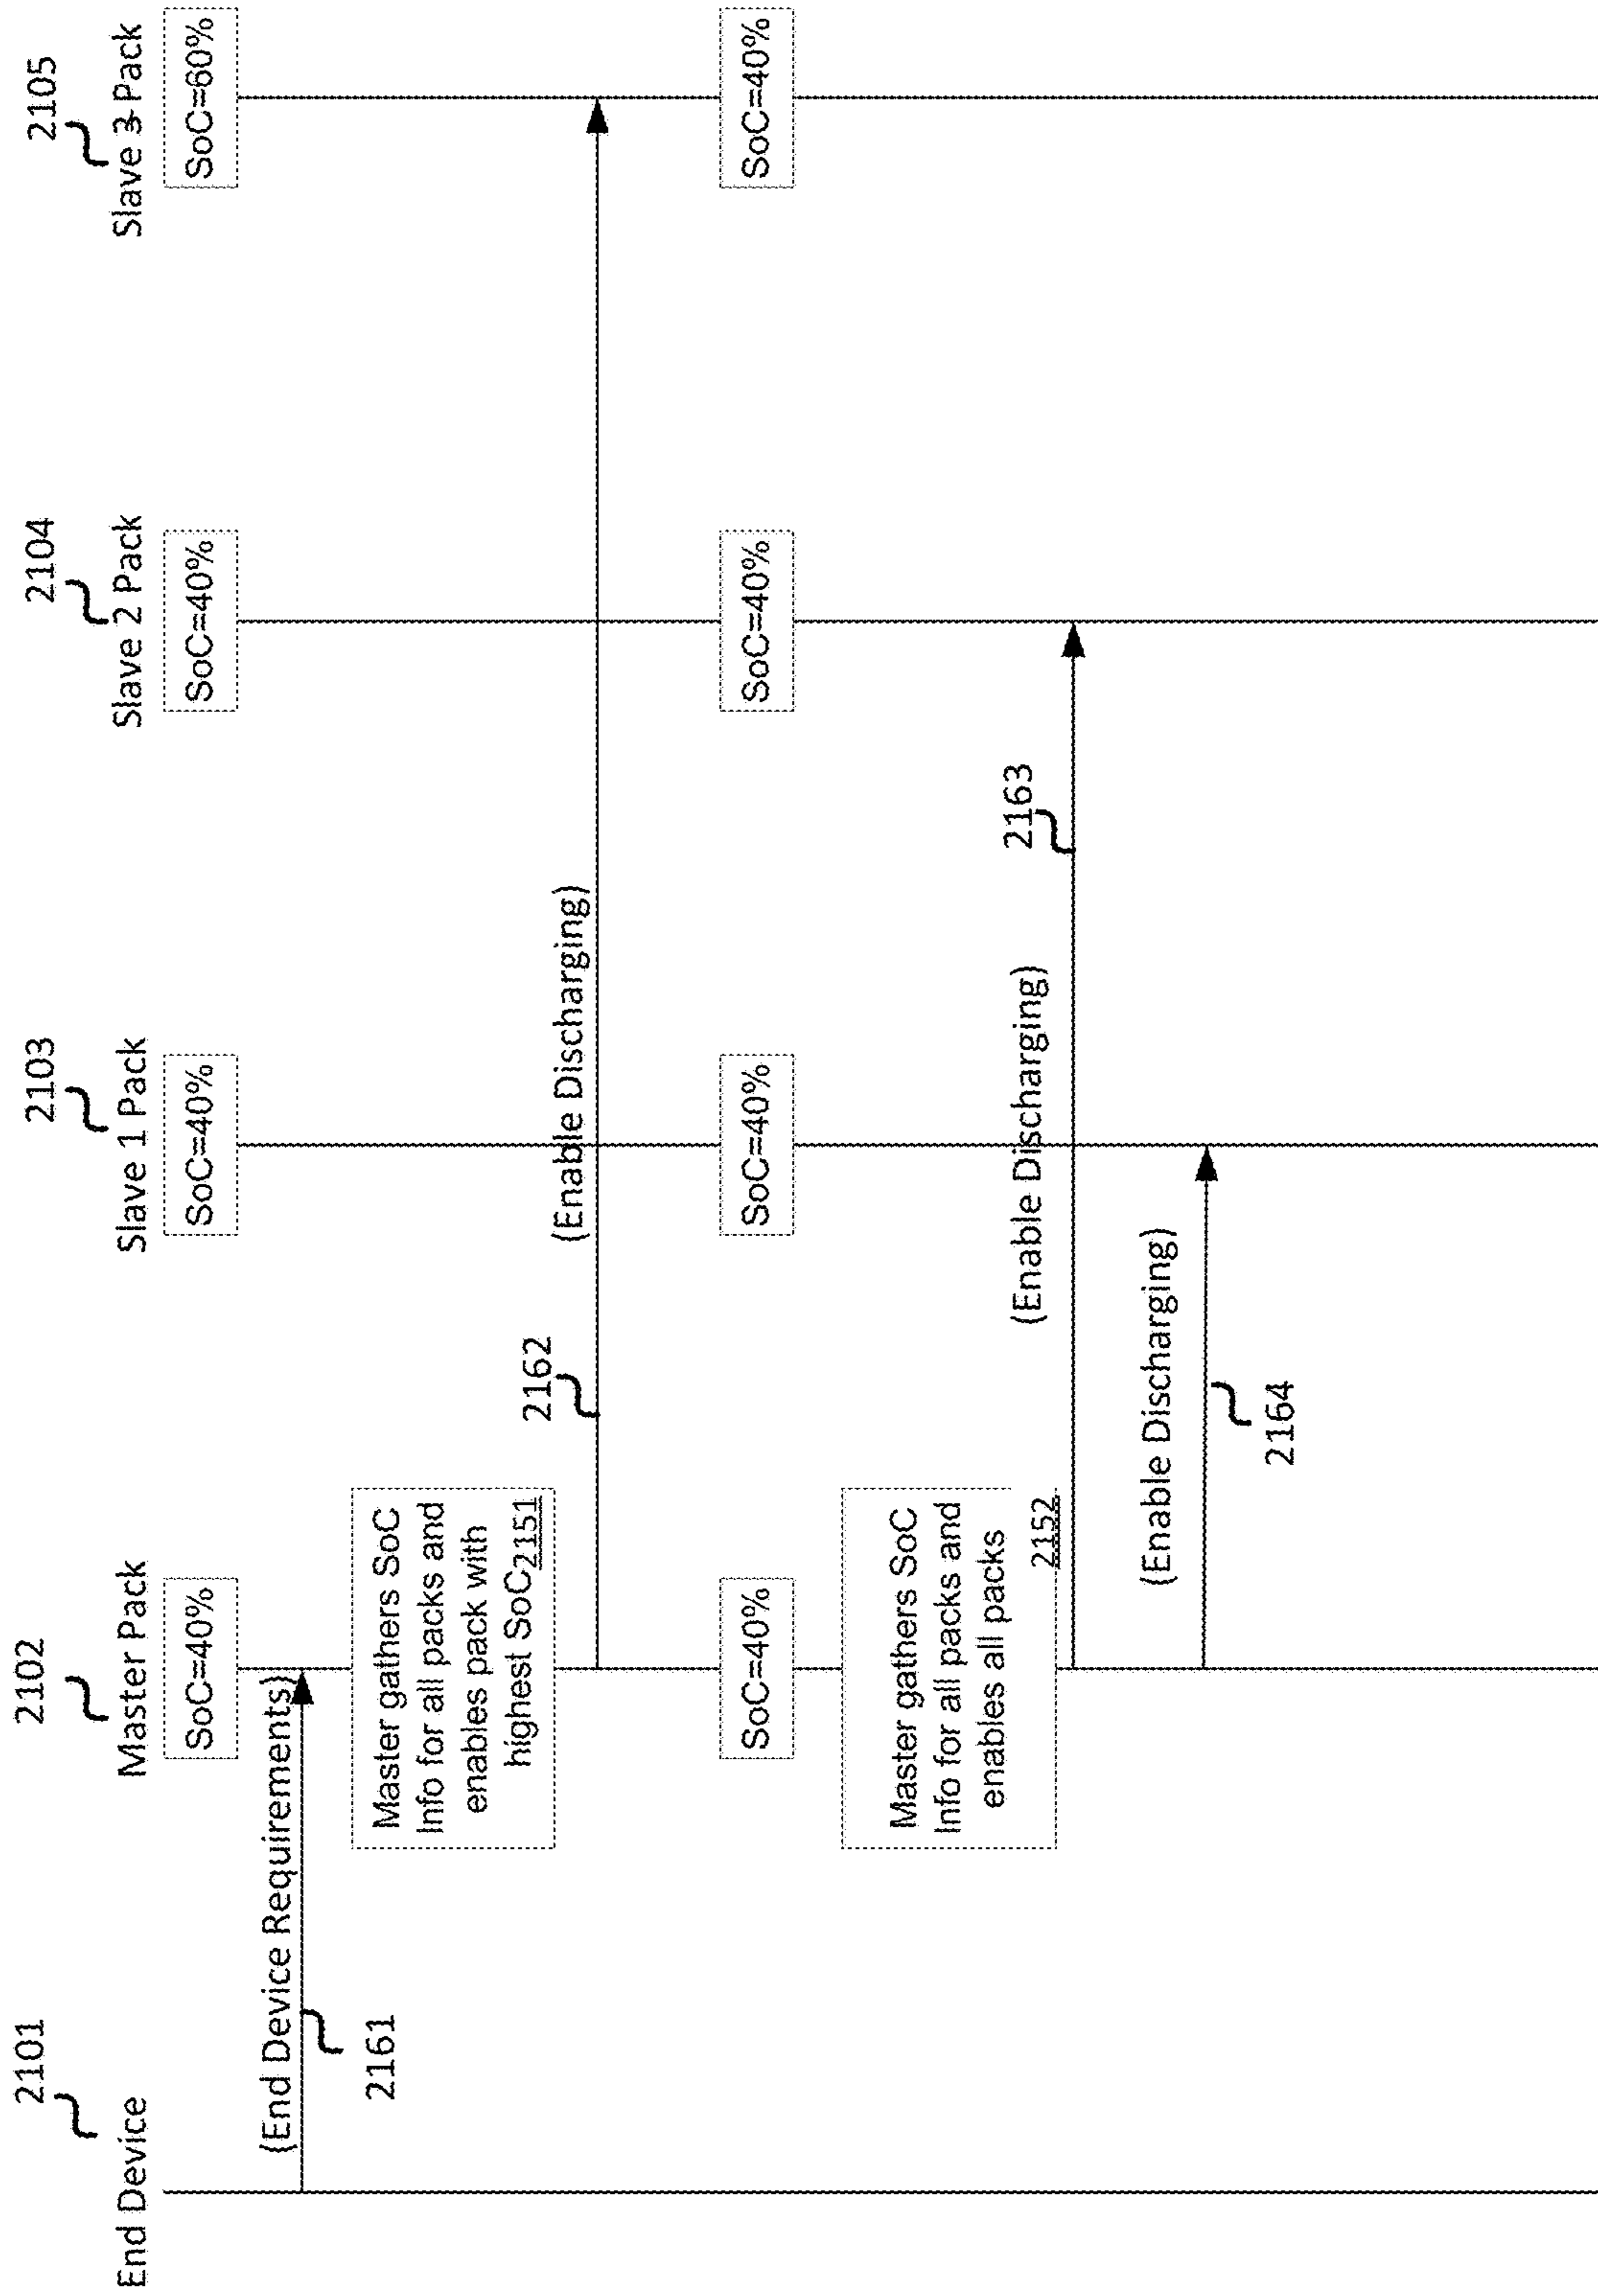 2101
2102
2103
2104
2105
End Device
Master Pack
Slave 1 Pack
Slave 2 Pack
Slave 3 Pack
SoC=40%
SoC=40%
SoC=40%
SoC=60%
(End Device Requirements)
2161
Master gathers SoC
Info for all packs and
enables pack with
highest SoC 2151
2162
(Enable Discharging)
SoC=40%
SoC=40%
SoC=40%
SoC=40%
Master gathers SoC
Info for all packs and
enables all packs
2152
(Enable Discharging)
2163
(Enable Discharging)
2164